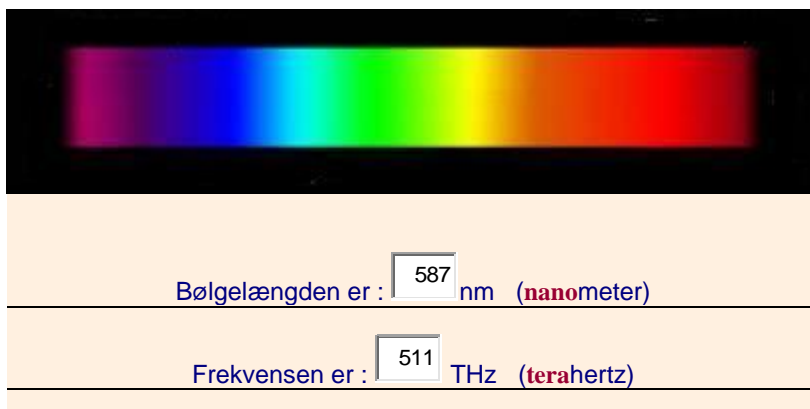 Bølgelængden er : 587 nm (nanometer)
Frekvensen er : 511 THz (terahertz)